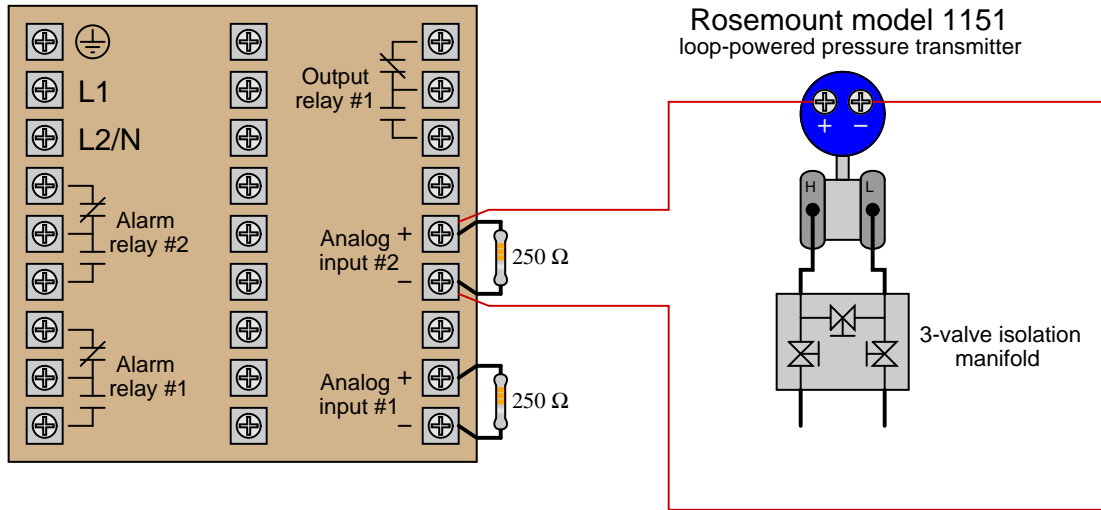 Rosemount model 1151
loop-powered pressure transmitter
L1
L2/N
Output
relay #1
+ −
H L
Alarm
relay #2
Analog
input #2
+
−
250 Ω
3-valve isolation
manifold
Alarm
relay #1
Analog
input #1
+
−
250 Ω